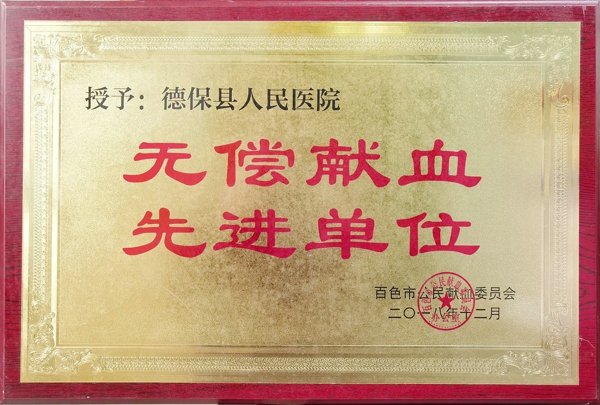 授予：德保县人民医院
无偿献血
先进单位
百色市公民献血委员会
二〇一八年十二月